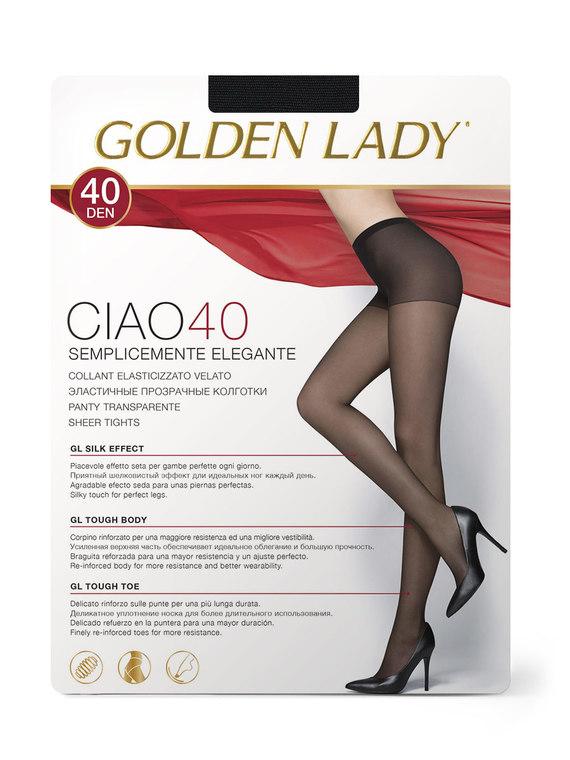 GOLDEN LADY
40
DEN
CIAO40
SEMPLICEMENTE ELEGANTE
COLLANT ELASTICIZZATO VELATO
ЭЛАСТИЧНЫЕ ПРОЗРАЧНЫЕ КОЛГОТКИ
PANTY TRANSPARENTE
SHEER TIGHTS
GL SILK EFFECT
Piacevole effetto seta per gambe perfette ogni giorno.
Приятный шелковистый эффект для идеальных ног каждый день.
Agradable efecto seda para unas piernas perfectas.
Silky touch for perfect legs.
GL TOUGH BODY
Corpino rinforzato per una maggiore resistenza ed una migliore vestibilità.
Усиленная верхняя часть обеспечивает идеальное облегание и большую прочность.
Braguita reforzada para una mayor resistencia y un ajuste perfecto.
Re-inforced body for more resistance and better wearability.
GL TOUGH TOE
Delicato rinforzo sulle punte per una più lunga durata.
Деликатное уплотнение носка для более длительного использования.
Delicado refuerzo en la puntera para una mayor duración.
Finely re-inforced toes for more resistance.